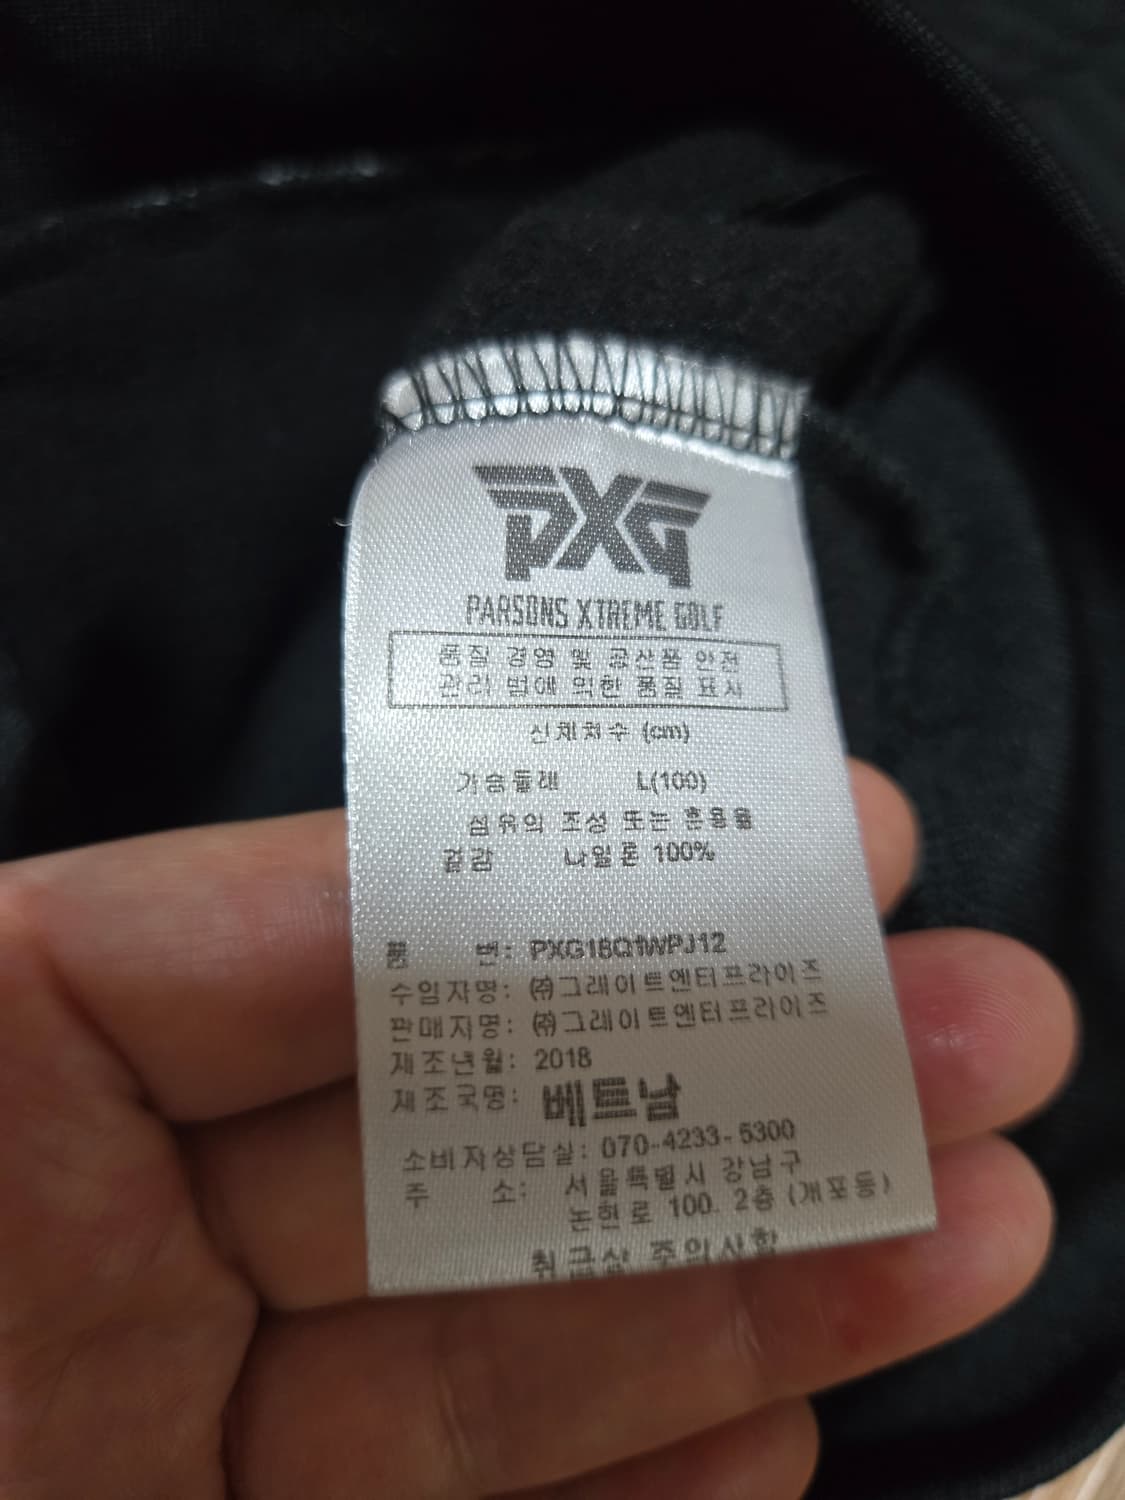 PXG
PARSONS XTREME GOLF
품질 경영 및 공산품 안전
관리 법에 의한 품질 표시
신체치수 (cm)
가슴둘레 L(100)
섬유의 조성 또는 혼용율
겉감 나일론 100%
품 번: PXG18Q1WPJ12
수입자명: ㈜그레이트엔터프라이즈
판매자명: ㈜그레이트엔터프라이즈
제조년월: 2018
제조국명: 베트남
소비자상담실: 070-4233-5300
주 소: 서울특별시 강남구
논현로 100. 2층 (개포동)
취급상 주의사항